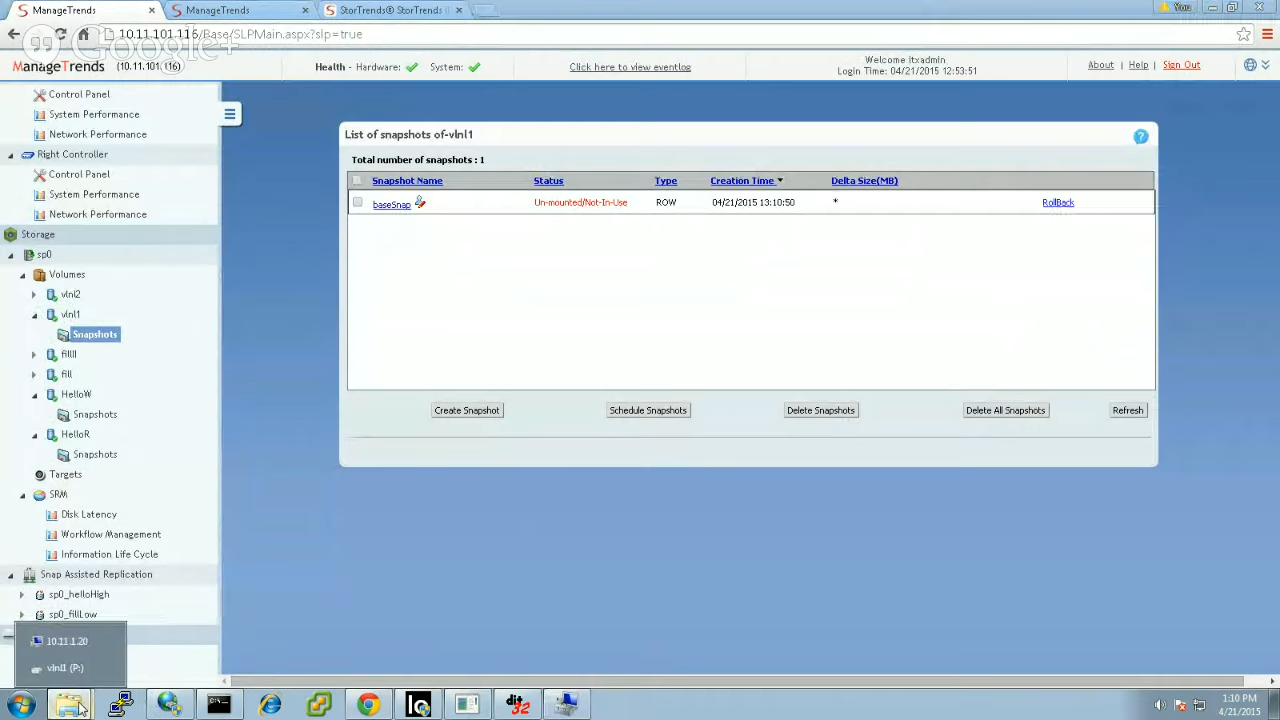 ManageTrends
ManageTrends
StorTrends® StorTrends i
You
10.11.101.116/Base/SLPMain.aspx?slp=true
Google+
ManageTrends (10.11.101.116)
Health - Hardware: System:
Click here to view eventlog
Welcome itxadmin
Login Time: 04/21/2015 12:53:51
About | Help | Sign Out
Control Panel
System Performance
Network Performance
Right Controller
Control Panel
System Performance
Network Performance
Storage
sp0
Volumes
vlnl2
vlnl1
Snapshots
fillII
fill
HelloW
Snapshots
HelloR
Snapshots
Targets
SRM
Disk Latency
Workflow Management
Information Life Cycle
Snap Assisted Replication
sp0_helloHigh
sp0_fillLow
List of snapshots of-vlnl1
Total number of snapshots : 1
Snapshot Name Status Type Creation Time Delta Size(MB)
baseSnap Un-mounted/Not-In-Use ROW 04/21/2015 13:10:50 * RollBack
Create Snapshot Schedule Snapshots Delete Snapshots Delete All Snapshots Refresh
10.11.1.20
vlnl1 (P:)
1:10 PM
4/21/2015